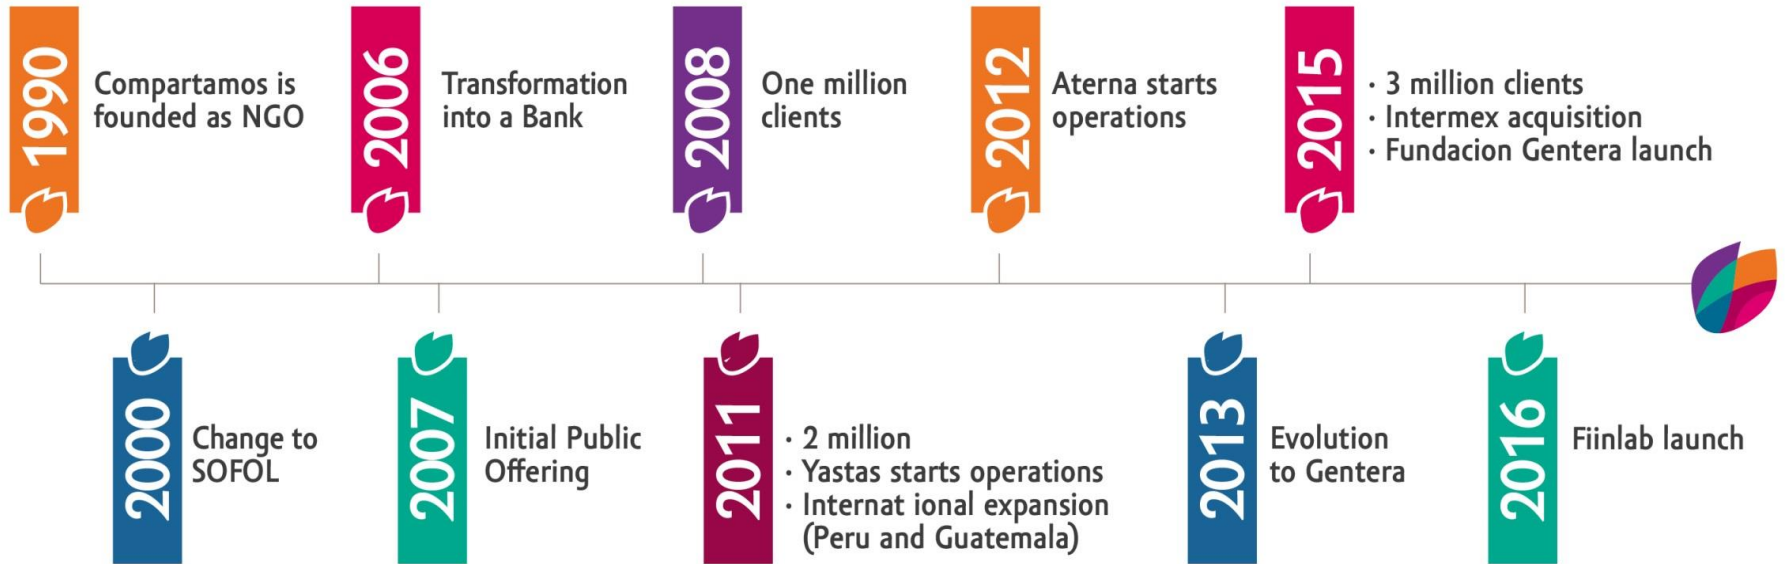 1990
Compartamos is
founded as NGO
2006
Transformation
into a Bank
2008
One million
clients
2012
Aterna starts
operations
2015
· 3 million clients
· Intermex acquisition
· Fundacion Gentera launch
2000
Change to
SOFOL
2007
Initial Public
Offering
2011
· 2 million
· Yastas starts operations
· Internat ional expansion
(Peru and Guatemala)
2013
Evolution
to Gentera
2016
Fiinlab launch